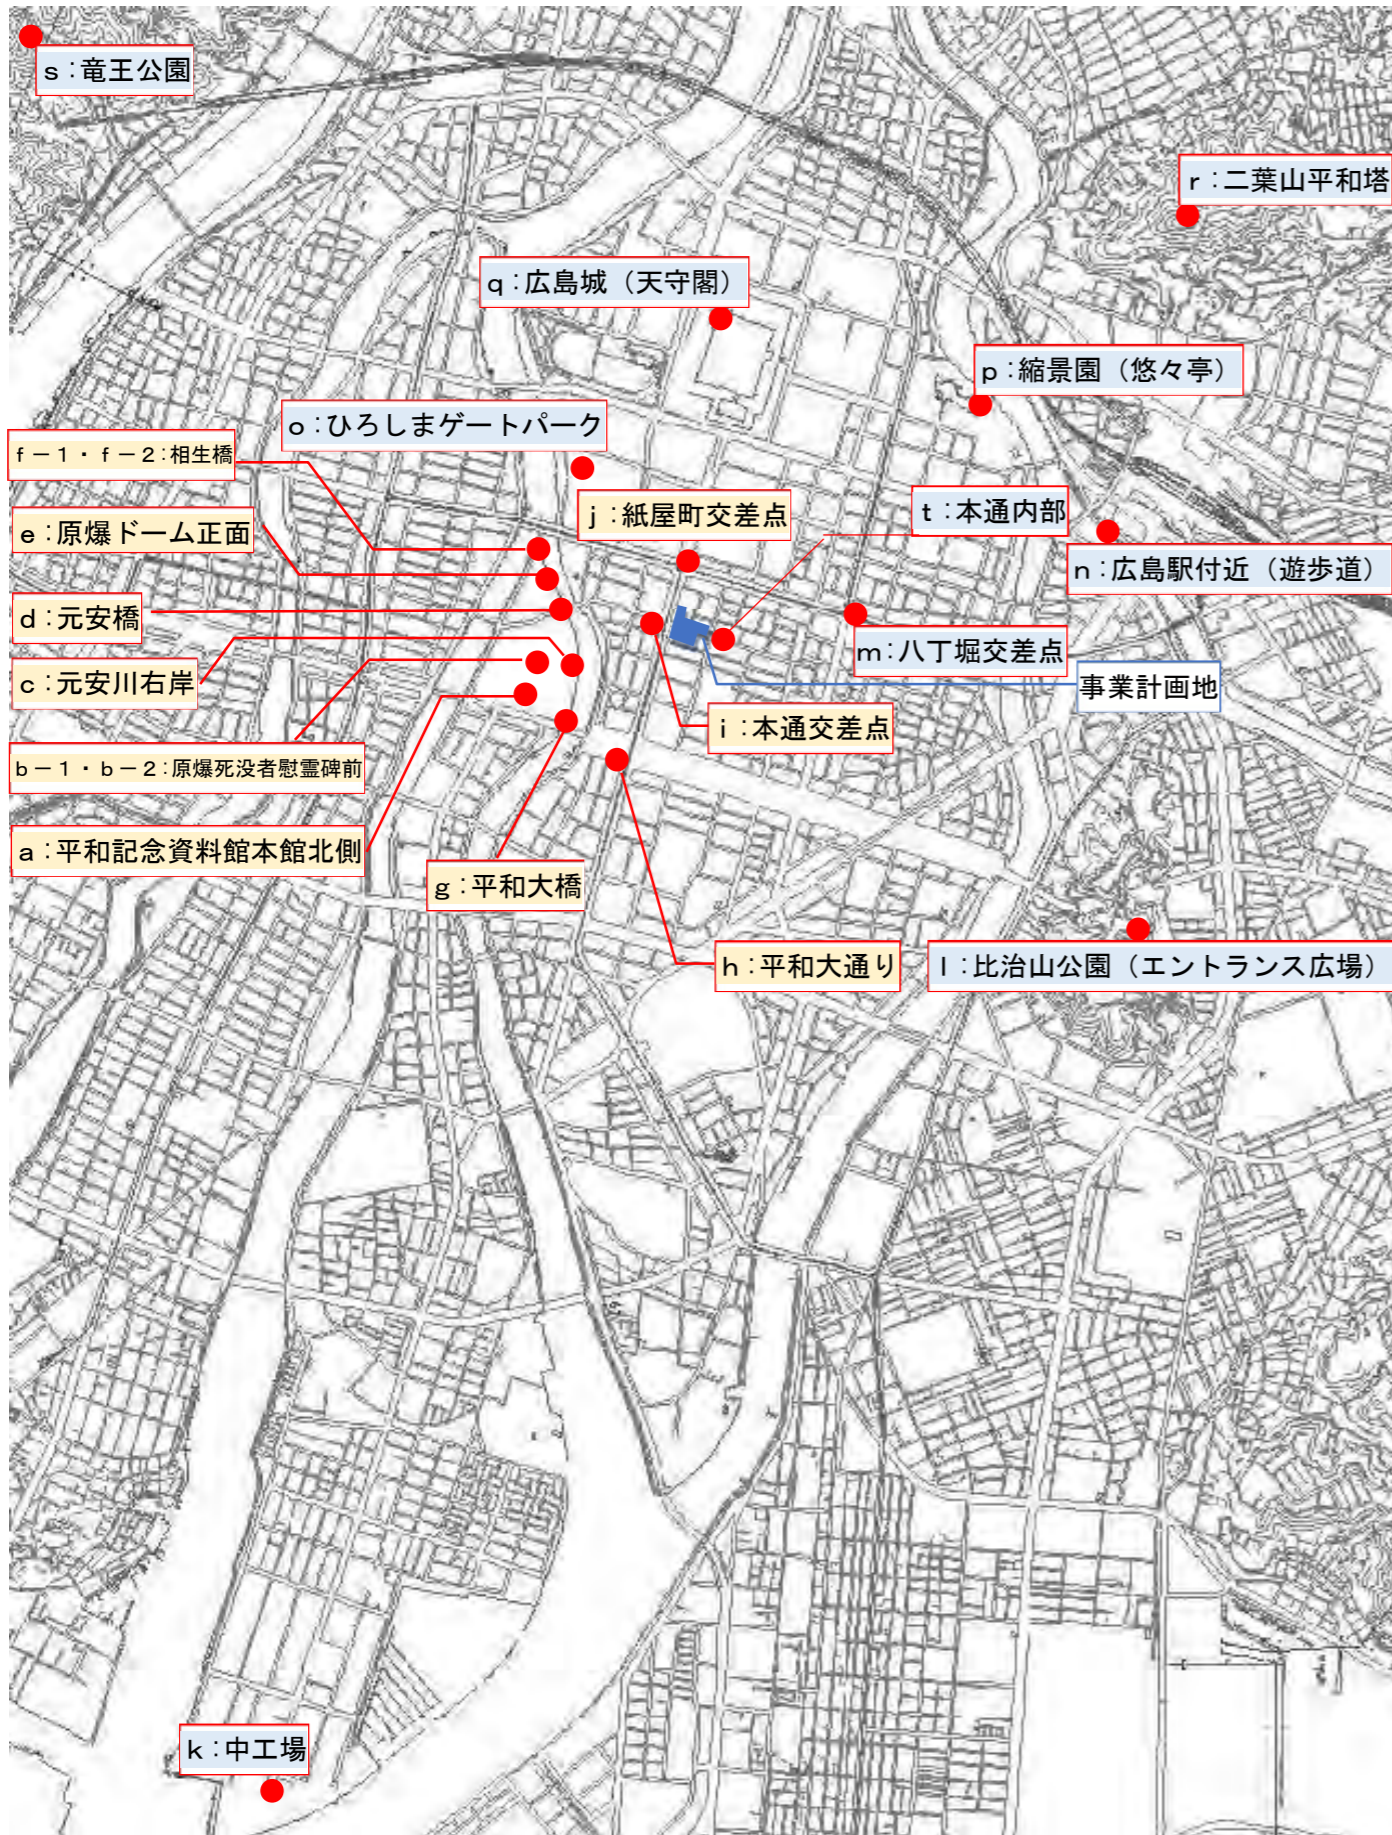 s：竜王公園
r：二葉山平和塔
q：広島城（天守閣）
p：縮景園（悠々亭）
o：ひろしまゲートパーク
f－1・f－2：相生橋
j：紙屋町交差点
t：本通内部
e：原爆ドーム正面
n：広島駅付近（遊歩道）
d：元安橋
m：八丁堀交差点
c：元安川右岸
事業計画地
i：本通交差点
b－1・b－2：原爆死没者慰霊碑前
a：平和記念資料館本館北側
g：平和大橋
h：平和大通り
l：比治山公園（エントランス広場）
k：中工場